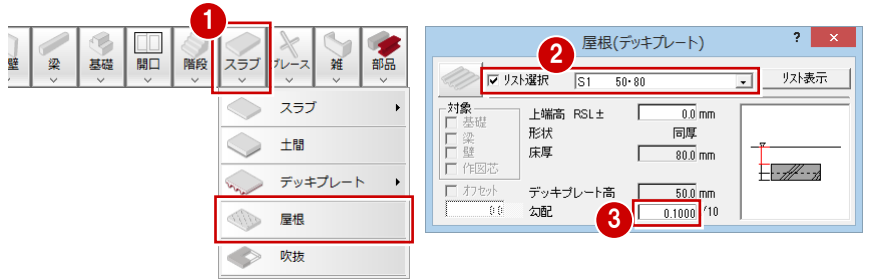 1
壁 梁 基礎 開口 階段 スラブ ブレース 雑 部品
スラブ
土間
デッキプレート
屋根
吹抜
2
屋根(デッキプレート) ? ×
リスト選択 S1 50・80 リスト表示
対象
基礎
梁
壁
作図芯
オフセット
0.0
上端高 RSL± 0.0 mm
形状 同厚
床厚 80.0 mm
デッキプレート高 50.0 mm
3
勾配 0.1000 /10